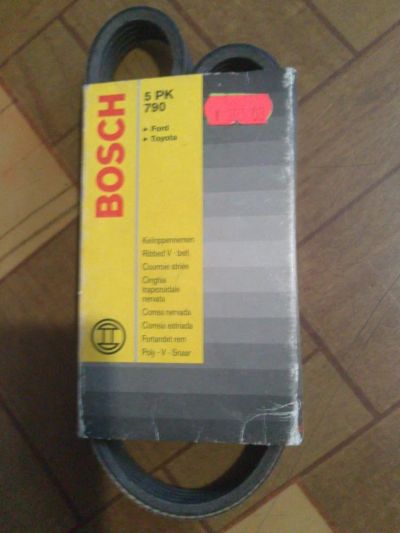 BOSCH
5 PK
790
Ford
Toyota
Keilrippenriemen
Ribbed V - belt
Courroie striée
Cinghia
trapezoidale
nervata
Correa nervada
Correia estriada
Fortandet rem
Poly - V - Snaar